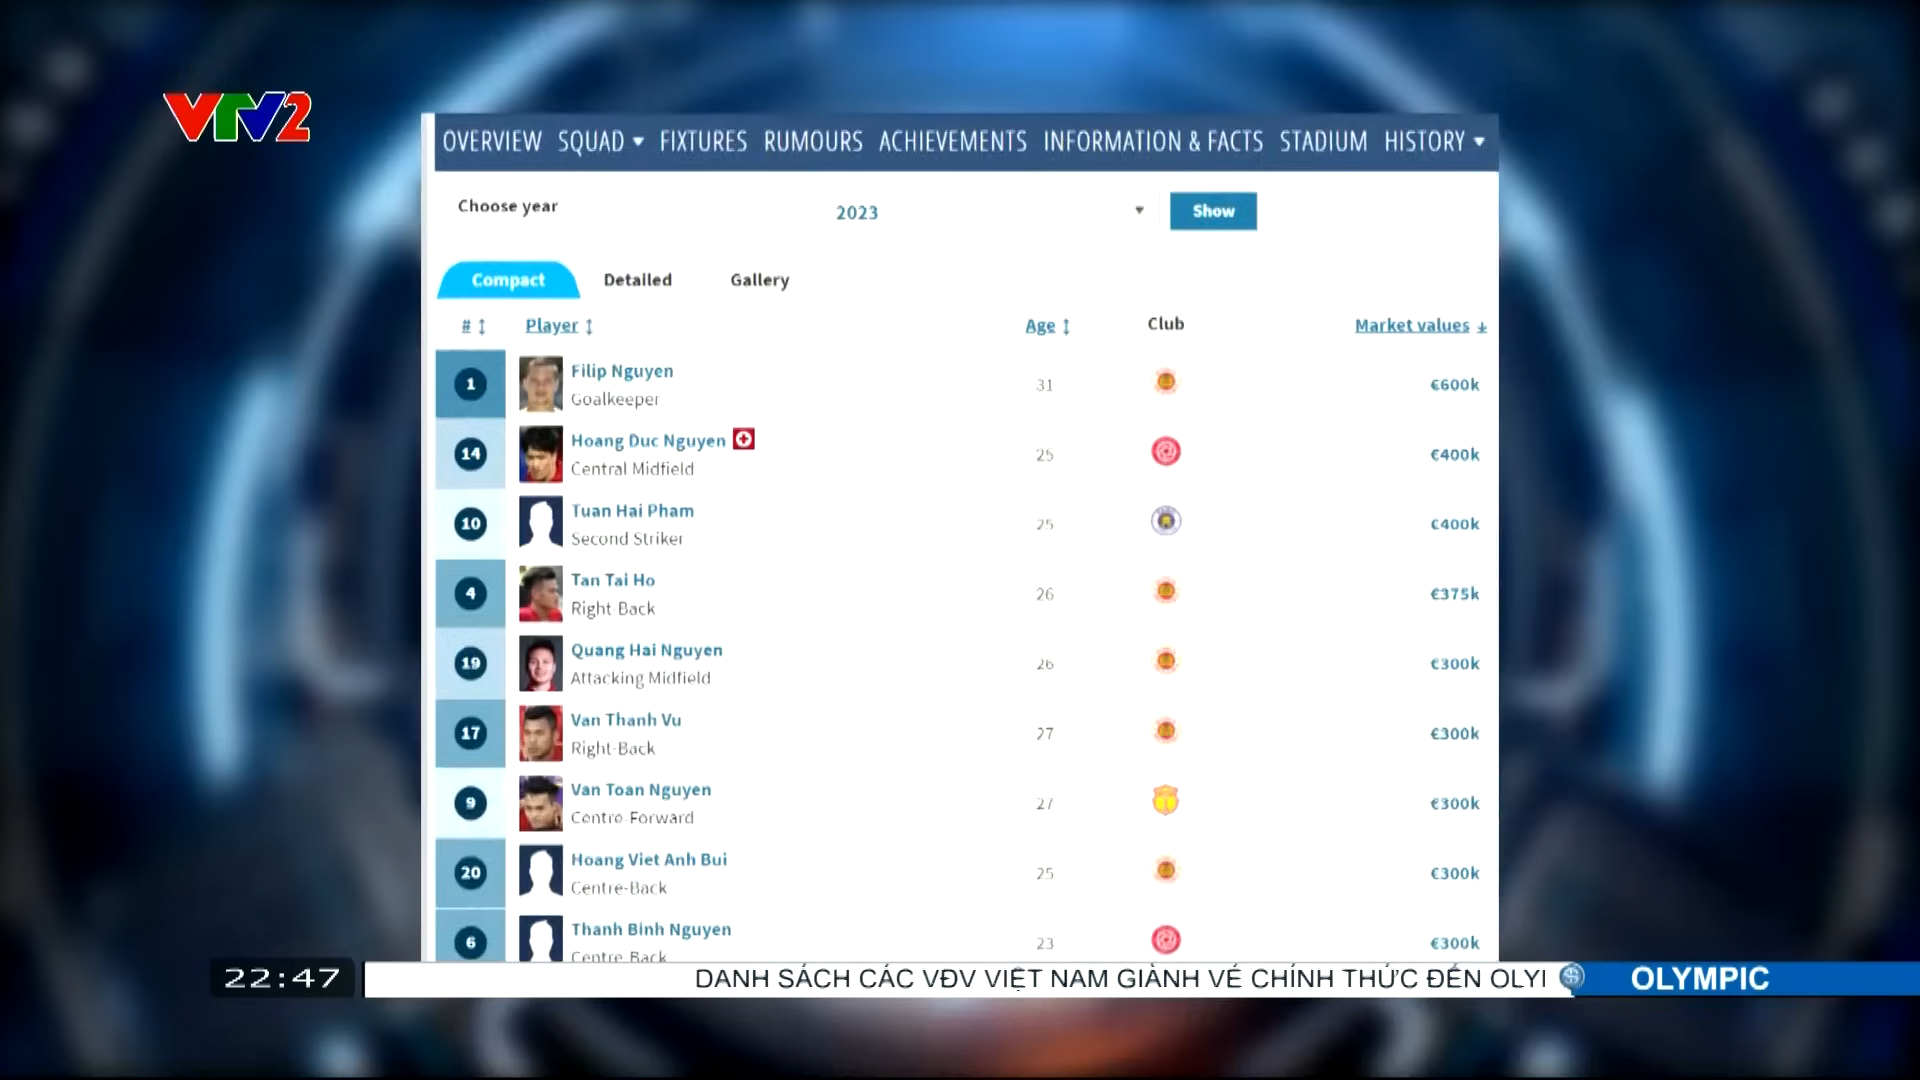 VTV2
OVERVIEW SQUAD FIXTURES RUMOURS ACHIEVEMENTS INFORMATION & FACTS STADIUM HISTORY
Choose year 2023 Show
Compact Detailed Gallery
# Player Age Club Market values
1 Filip Nguyen 31 €600k
Goalkeeper
14 Hoang Duc Nguyen 25 €400k
Central Midfield
10 Tuan Hai Pham 25 €400k
Second Striker
4 Tan Tai Ho 26 €375k
Right-Back
19 Quang Hai Nguyen 26 €300k
Attacking Midfield
17 Van Thanh Vu 27 €300k
Right-Back
9 Van Toan Nguyen 27 €300k
Centre-Forward
20 Hoang Viet Anh Bui 25 €300k
Centre-Back
6 Thanh Binh Nguyen 23 €300k
Centre-Back
22:47 DANH SÁCH CÁC VĐV VIỆT NAM GIÀNH VÉ CHÍNH THỨC ĐẾN OLYI OLYMPIC